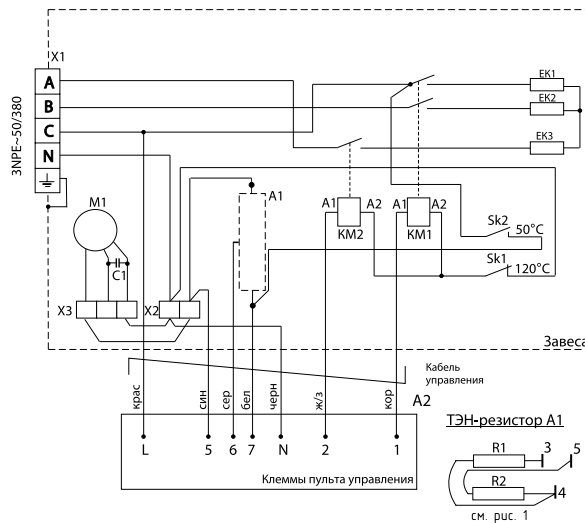 X1
3NPE~50/380
A
B
C
N
EK1
EK2
EK3
M1
C1
A1
A1
A2
A1
A2
KM2
KM1
Sk2
50°C
Sk1
120°C
X3
X2
Завеса
Кабель
управления
крас
син
сер
бел
черн
ж/з
кор
A2
L
5
6
7
N
2
1
Клеммы пульта управления
ТЭН-резистор А1
R1
3
5
R2
4
см. рис. 1